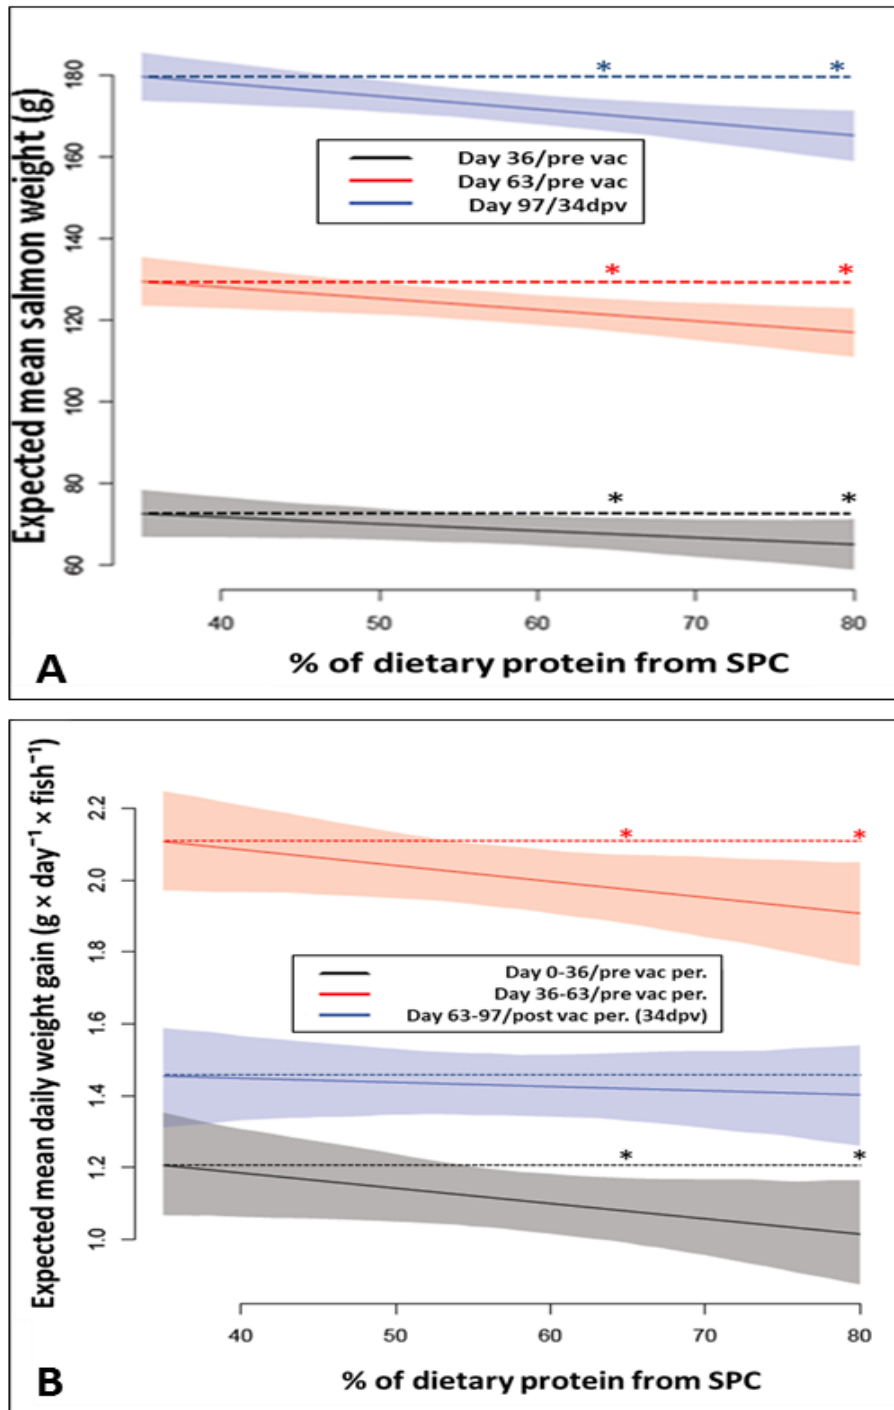 Expected mean salmon weight (g)
180
160
140
120
100
80
60
* *
Day 36/pre vac
Day 63/pre vac
Day 97/34dpv
* *
* *
40 50 60 70 80
A
% of dietary protein from SPC
Expected mean daily weight gain (g × day⁻¹ × fish⁻¹)
2.2
2.0
1.8
1.6
1.4
1.2
1.0
* *
Day 0-36/pre vac per.
Day 36-63/pre vac per.
Day 63-97/post vac per. (34dpv)
* *
40 50 60 70 80
B
% of dietary protein from SPC